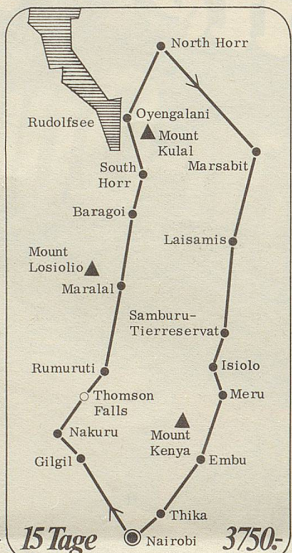 North Horr
Oyengalani
Rudolfsee
Mount
Kulal
Marsabit
South
Horr
Baragoi
Laisamis
Mount
Losiolio
Maralal
Samburu-
Tierreservat
Isiolo
Rumuruti
Meru
Thomson
Falls
Nakuru
Mount
Kenya
Gilgil
Embu
Thika
15 Tage
Nairobi
3750.-